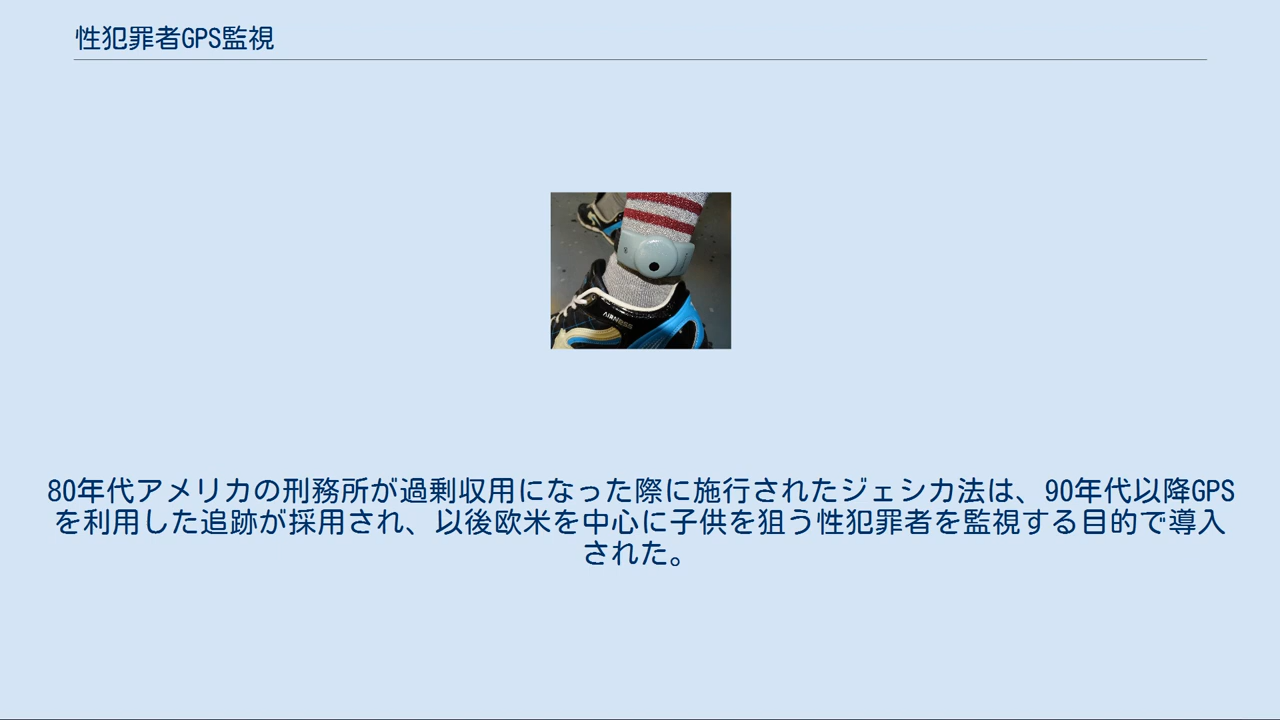 性犯罪者GPS監視
AIRNESS
80年代アメリカの刑務所が過剰収用になった際に施行されたジェシカ法は、90年代以降GPS
を利用した追跡が採用され、以後欧米を中心に子供を狙う性犯罪者を監視する目的で導入
された。